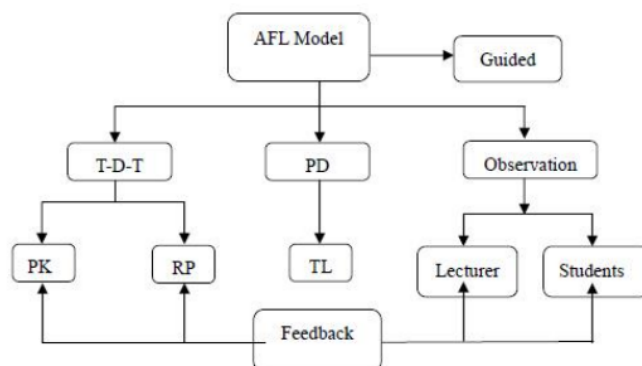 AFL Model
Guided
T-D-T
PD
Observation
PK
RP
TL
Lecturer
Students
Feedback